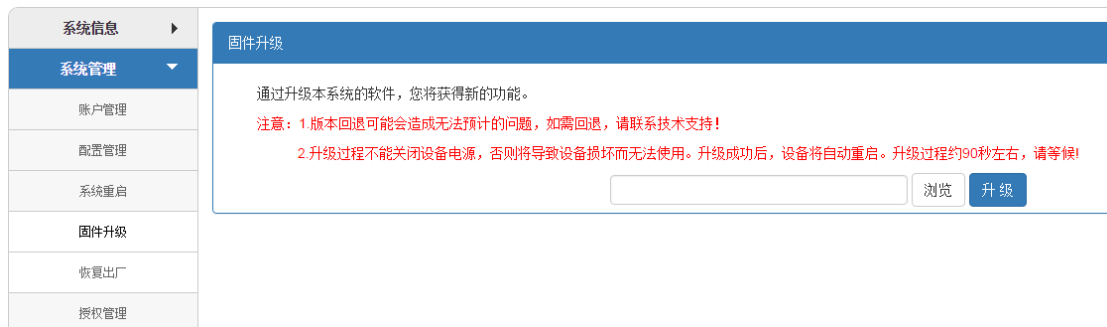 系统信息
系统管理
账户管理
配置管理
系统重启
固件升级
恢复出厂
授权管理
固件升级
通过升级本系统的软件，您将获得新的功能。
注意：1.版本回退可能会造成无法预计的问题，如需回退，请联系技术支持！
2.升级过程不能关闭设备电源，否则将导致设备损坏而无法使用。升级成功后，设备将自动重启。升级过程约90秒左右，请等候!
浏览 升级